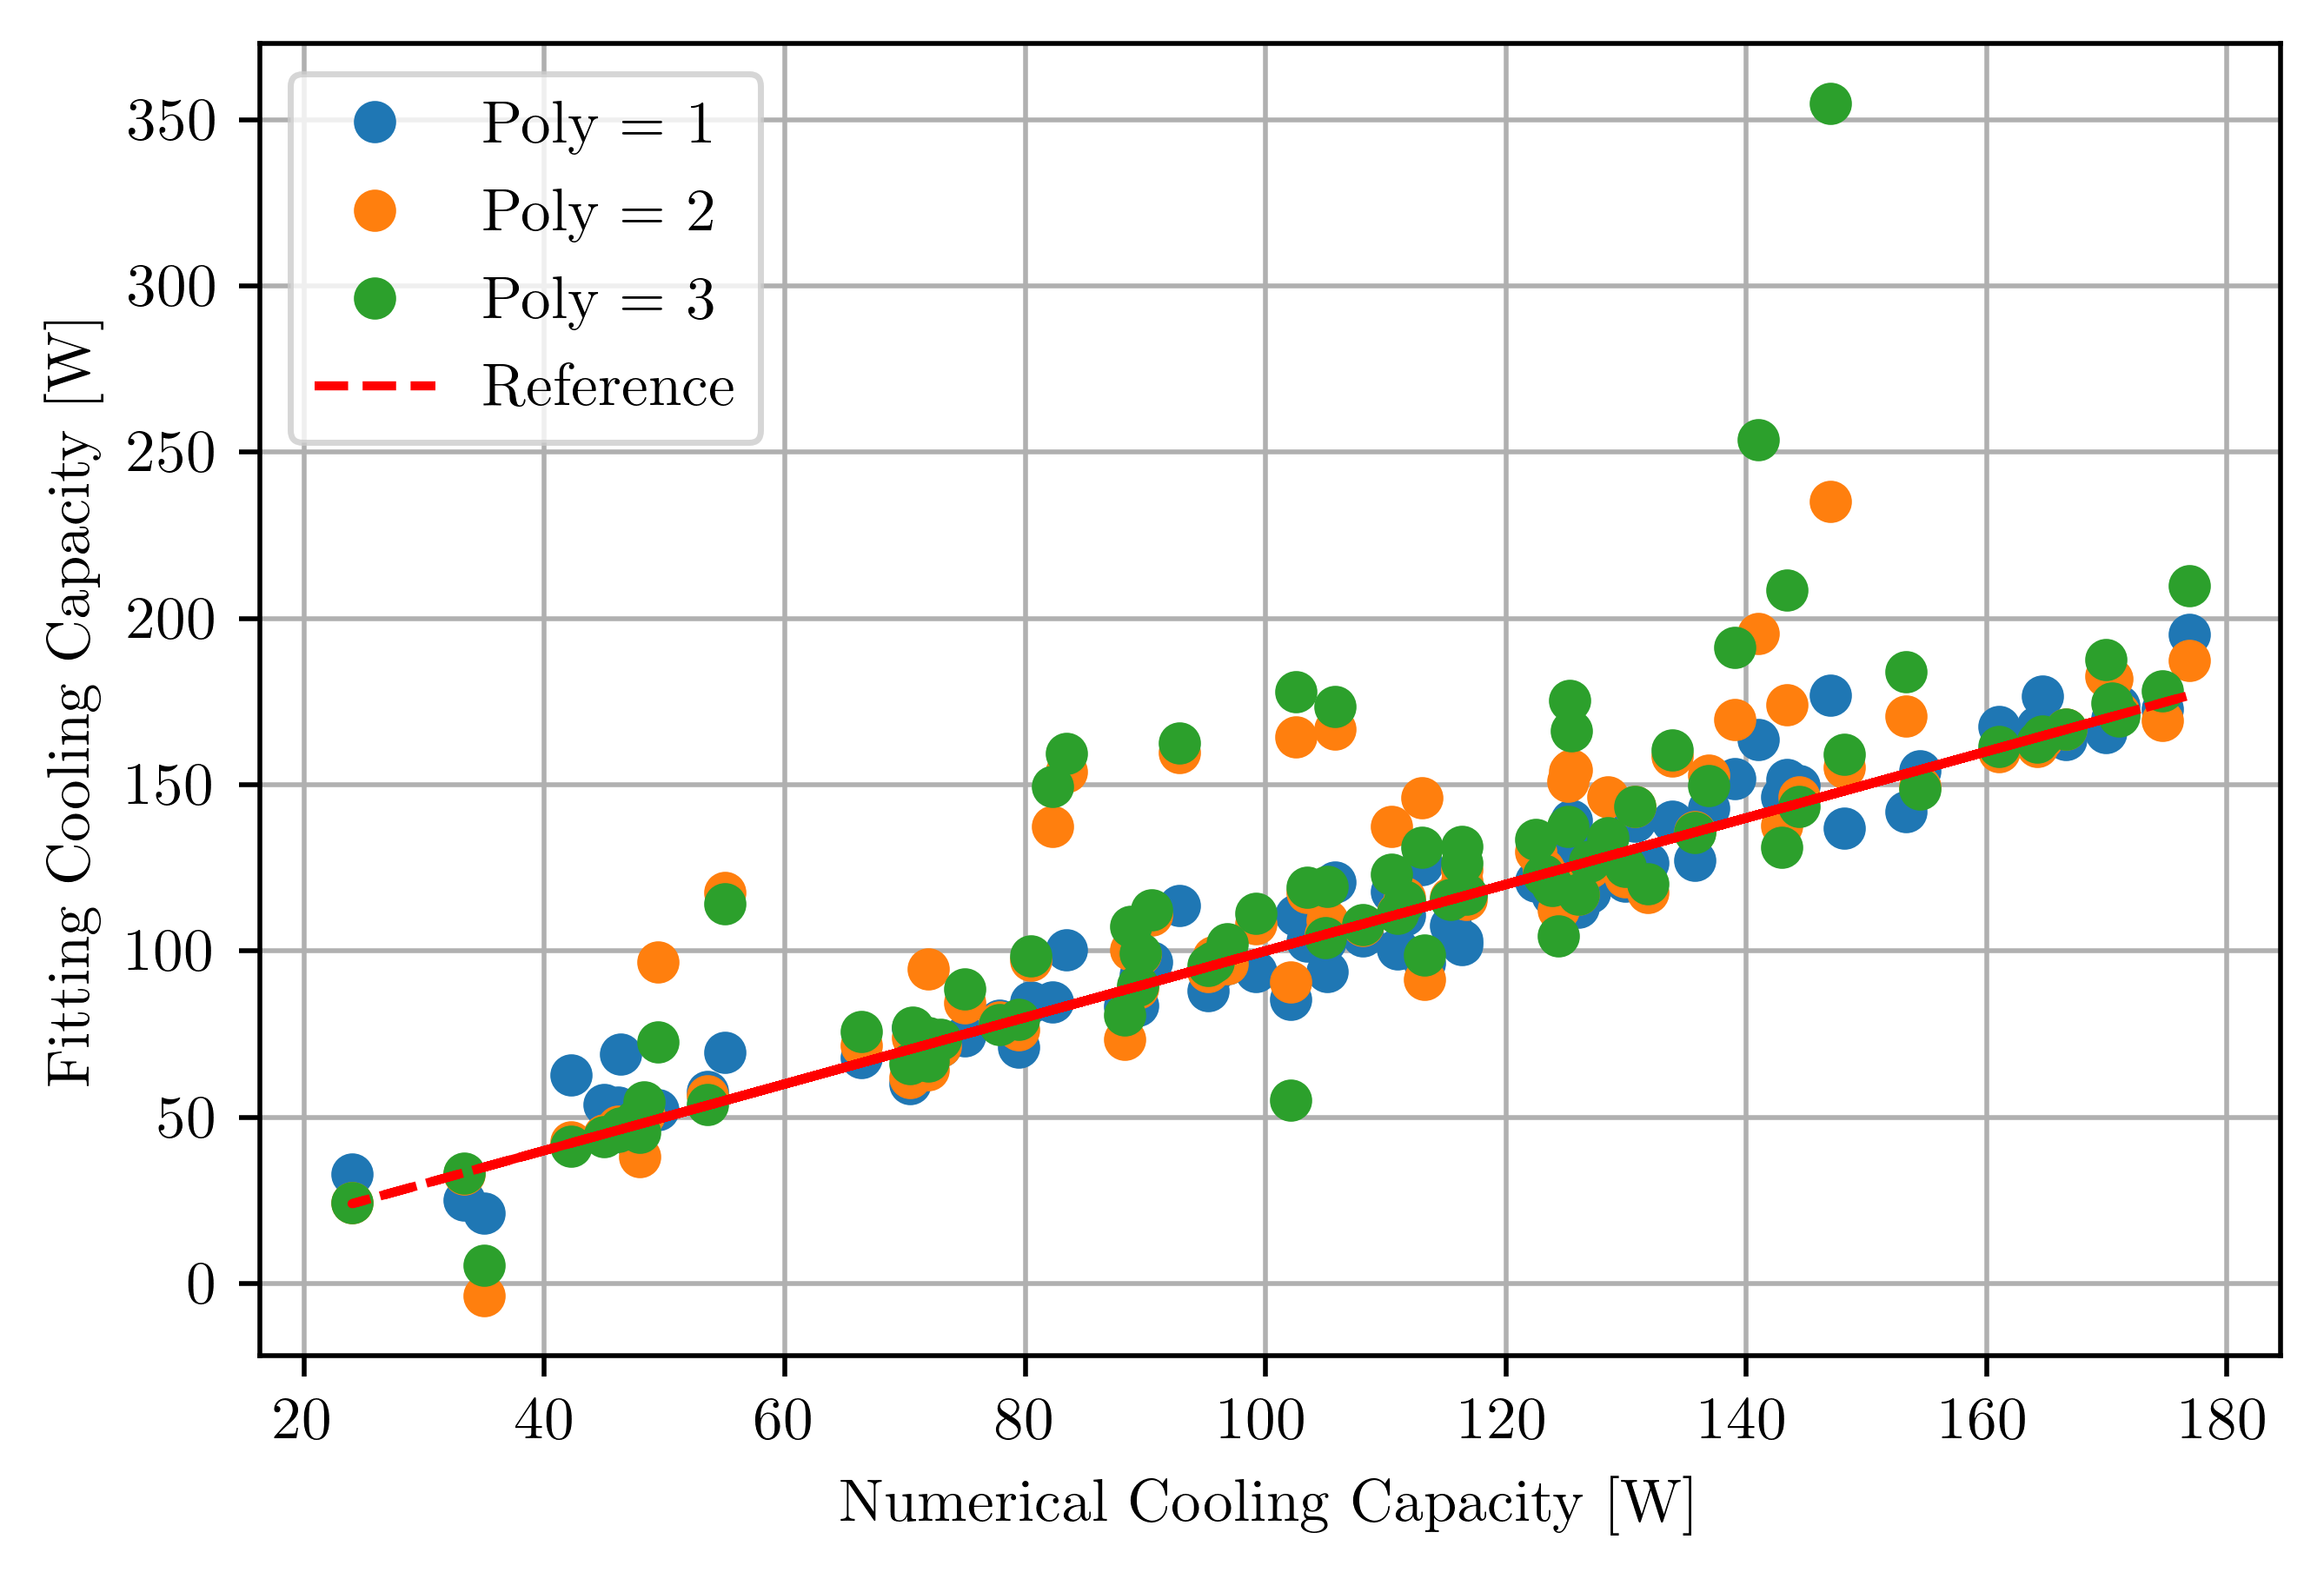 Poly = 1
Poly = 2
Poly = 3
Reference
350
300
250
200
150
100
50
0
Fitting Cooling Capacity [W]
20 40 60 80 100 120 140 160 180
Numerical Cooling Capacity [W]